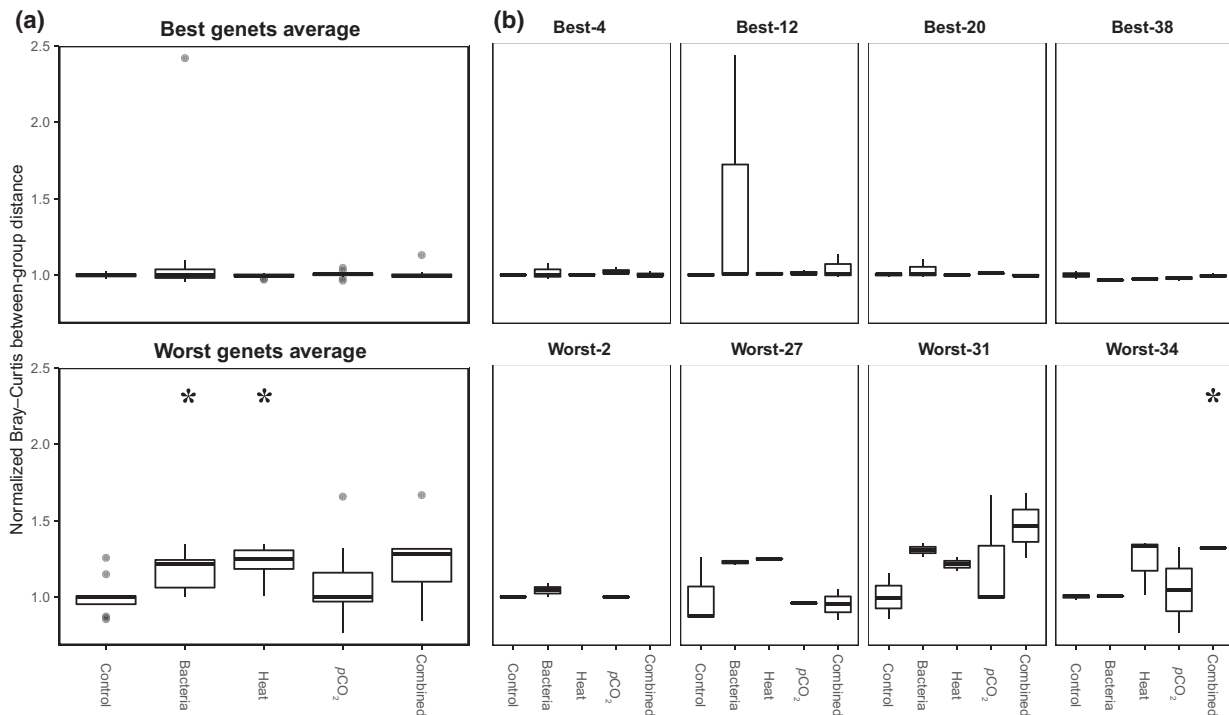 (a)
(b)
Best genets average
Best-4
Best-12
Best-20
Best-38
Normalized Bray–Curtis between-group distance
2.5
2.0
1.5
1.0
Worst genets average
Worst-2
Worst-27
Worst-31
Worst-34
2.5
* *
*
2.0
1.5
1.0
Control
Bacteria
Heat
pCO₂
Combined
Control
Bacteria
Heat
pCO₂
Combined
Control
Bacteria
Heat
pCO₂
Combined
Control
Bacteria
Heat
pCO₂
Combined
Control
Bacteria
Heat
pCO₂
Combined